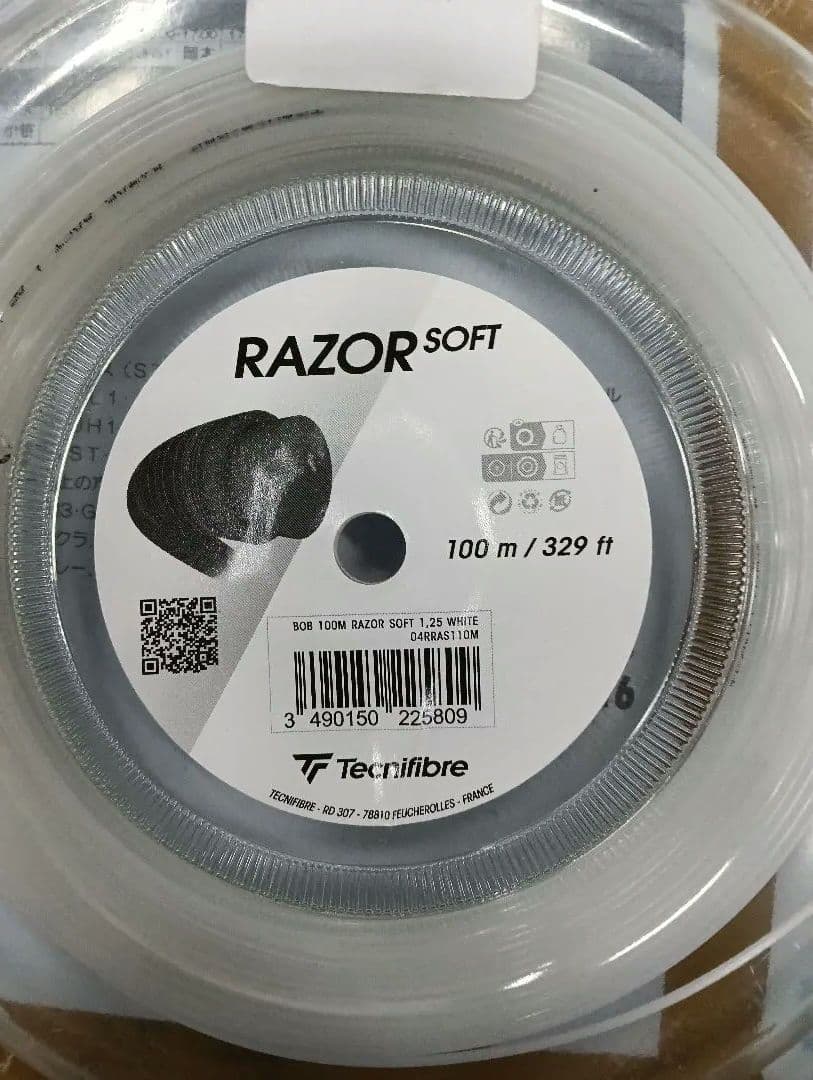 RAZOR SOFT
100 m / 329 ft
BOB 100M RAZOR SOFT 1,25 WHITE
04RRAS110M
3 490150 225809
Tecnifibre
TECNIFIBRE - RD 307 - 78810 FEUCHEROLLES - FRANCE